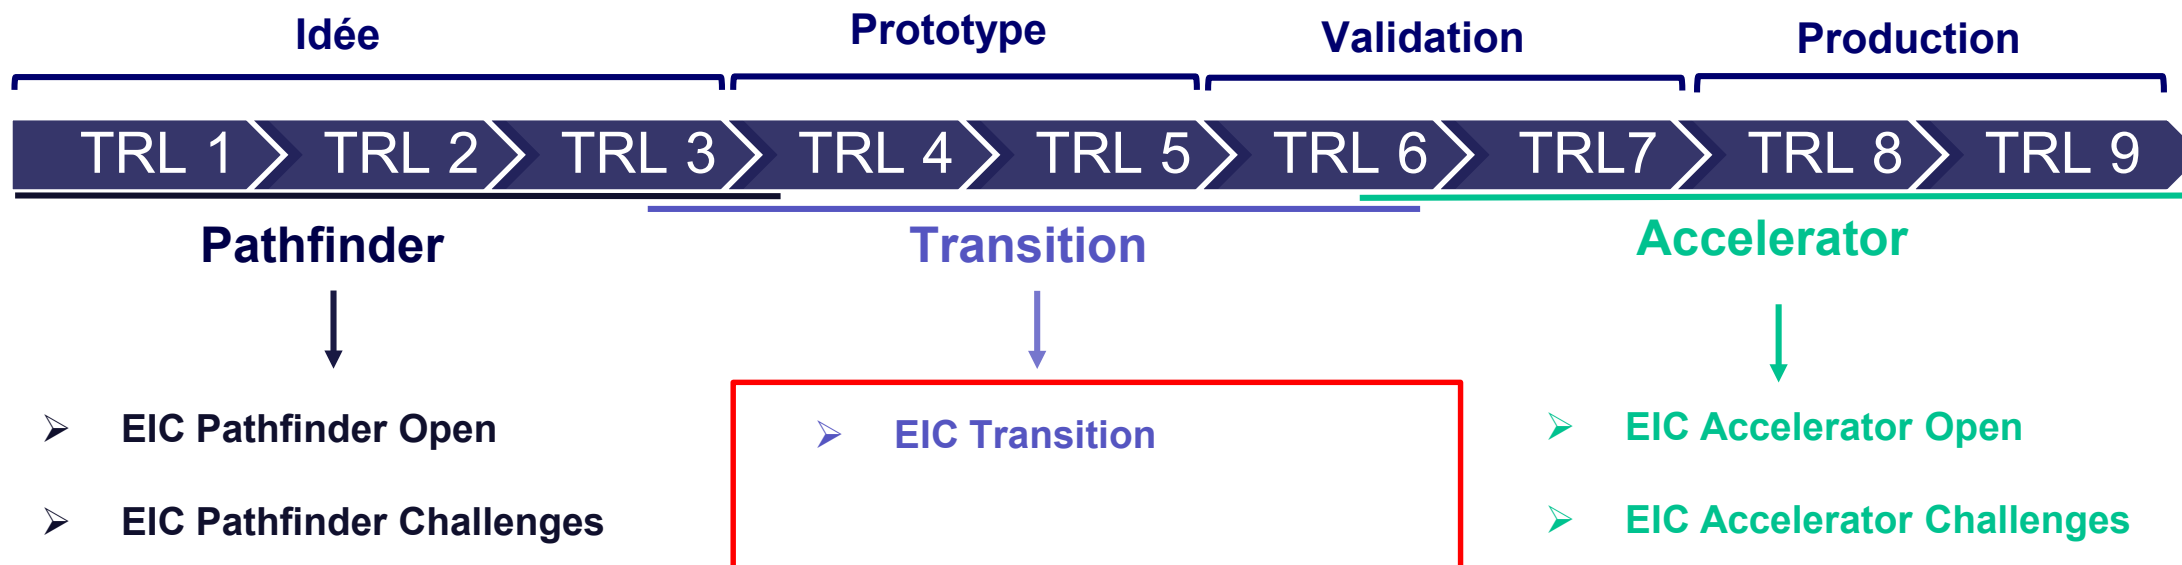 Idée Prototype Validation Production
TRL 1 TRL 2 TRL 3 TRL 4 TRL 5 TRL 6 TRL7 TRL 8 TRL 9
Pathfinder Transition Accelerator
➢ EIC Pathfinder Open
➢ EIC Pathfinder Challenges
➢ EIC Transition
➢ EIC Accelerator Open
➢ EIC Accelerator Challenges